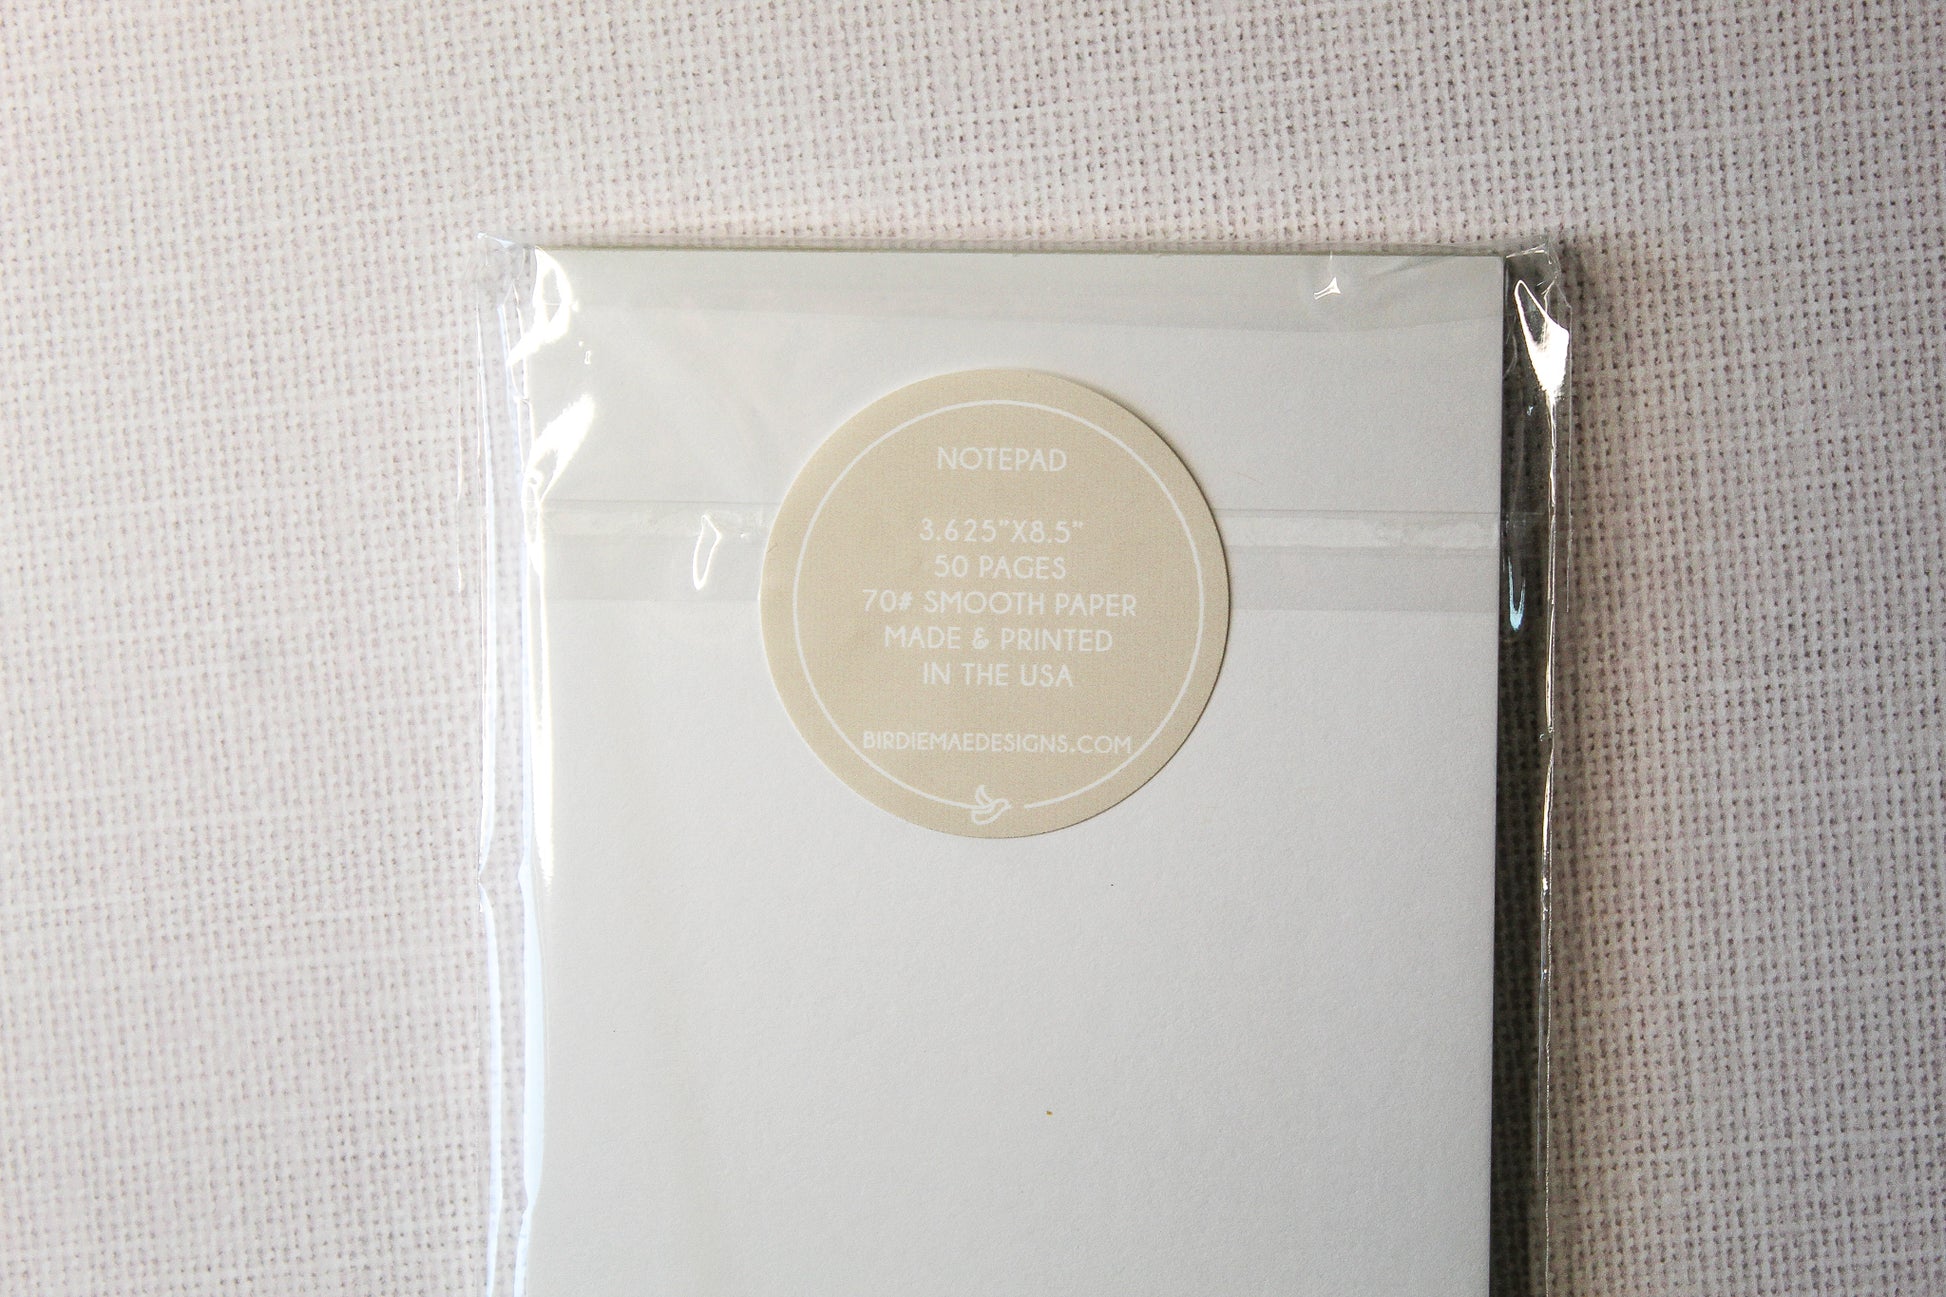 NOTEPAD
3.625"X8.5"
50 PAGES
70# SMOOTH PAPER
MADE & PRINTED
IN THE USA
BIRDIEMAEDESIGNS.COM